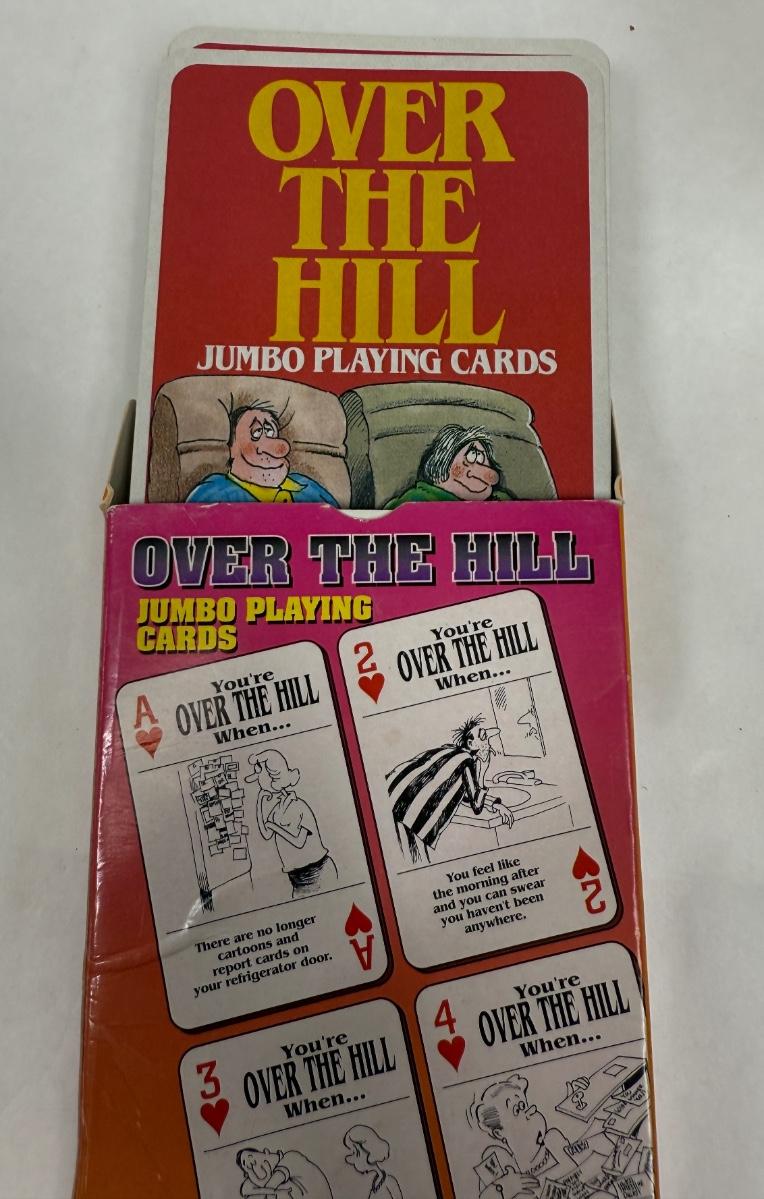 OVER
THE
HILL
JUMBO PLAYING CARDS
OVER THE HILL
JUMBO PLAYING
CARDS
A
You're
OVER THE HILL
When...
There are no longer
cartoons and
report cards on
your refrigerator door.
A
2
You're
OVER THE HILL
When...
You feel like
the morning after
and you can swear
you haven't been
anywhere.
2
3
You're
OVER THE HILL
When...
4
You're
OVER THE HILL
When...